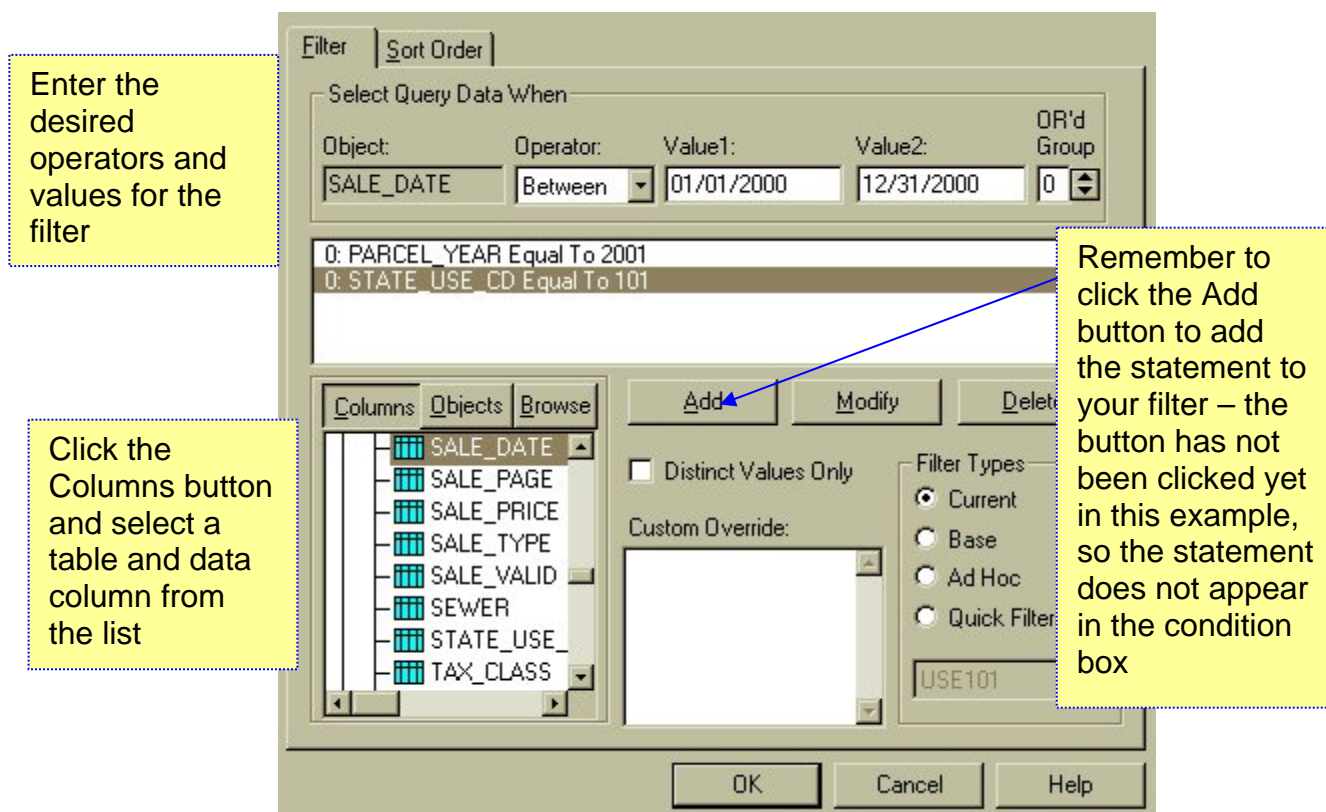 Filter
Sort Order
Enter the
desired
operators and
values for the
filter
Select Query Data When
Object:
Operator:
Value1:
Value2:
OR'd
Group
SALE_DATE
Between
01/01/2000
12/31/2000
0
0: PARCEL_YEAR Equal To 2001
0: STATE_USE_CD Equal To 101
Remember to
click the Add
button to add
the statement to
your filter – the
button has not
been clicked yet
in this example,
so the statement
does not appear
in the condition
box
Click the
Columns button
and select a
table and data
column from
the list
Columns
Objects
Browse
SALE_DATE
SALE_PAGE
SALE_PRICE
SALE_TYPE
SALE_VALID
SEWER
STATE_USE_
TAX_CLASS
Add
Modify
Delete
Distinct Values Only
Custom Override:
Filter Types
Current
Base
Ad Hoc
Quick Filter
USE101
OK
Cancel
Help